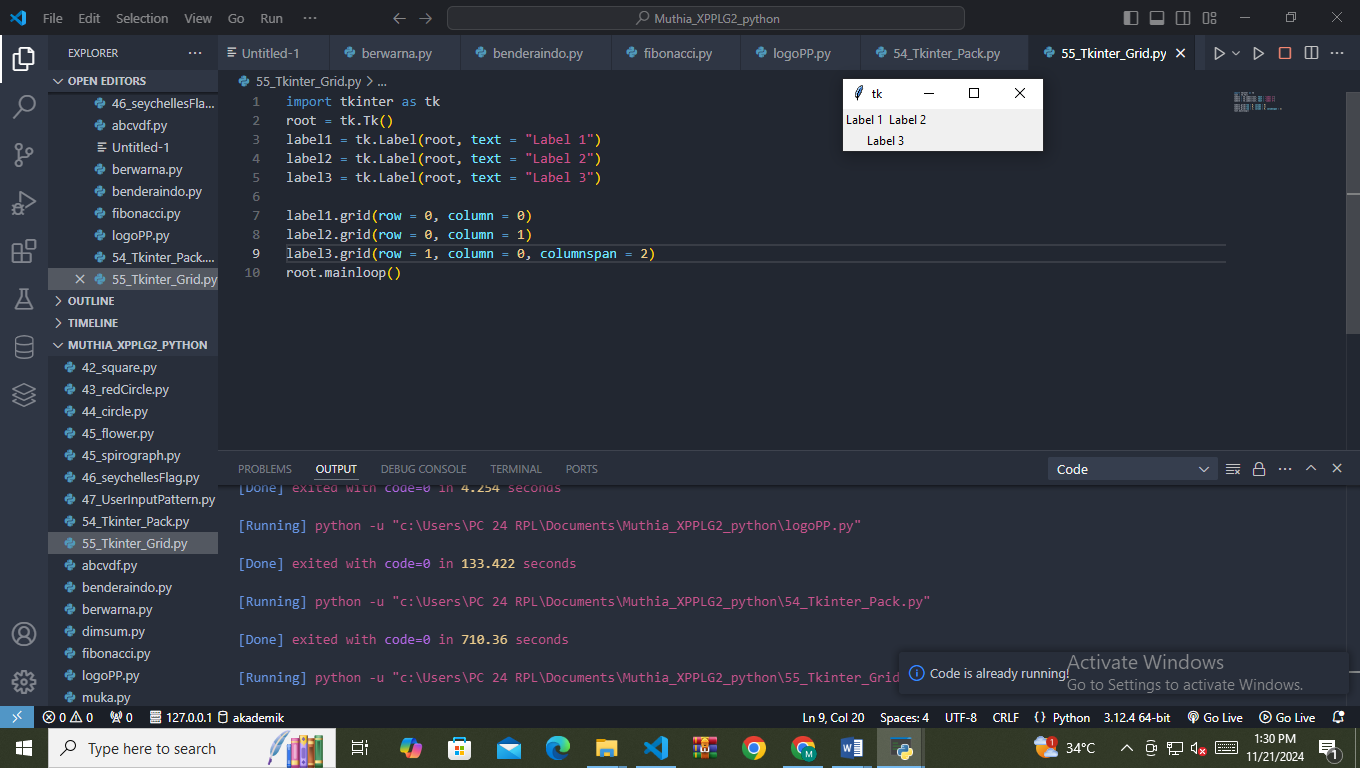 File Edit Selection View Go Run ··· Muthia_XPPLG2_python
EXPLORER ···
Untitled-1 berwarna.py benderaindo.py fibonacci.py logoPP.py 54_Tkinter_Pack.py 55_Tkinter_Grid.py
OPEN EDITORS
46_seychellesFla...
abcvdf.py
Untitled-1
berwarna.py
benderaindo.py
fibonacci.py
logoPP.py
54_Tkinter_Pack....
55_Tkinter_Grid.py
OUTLINE
TIMELINE
MUTHIA_XPPLG2_PYTHON
42_square.py
43_redCircle.py
44_circle.py
45_flower.py
45_spirograph.py
46_seychellesFlag.py
47_UserInputPattern.py
54_Tkinter_Pack.py
55_Tkinter_Grid.py
abcvdf.py
benderaindo.py
berwarna.py
dimsum.py
fibonacci.py
logoPP.py
muka.py
55_Tkinter_Grid.py > ...
1 import tkinter as tk
2 root = tk.Tk()
3 label1 = tk.Label(root, text = "Label 1")
4 label2 = tk.Label(root, text = "Label 2")
5 label3 = tk.Label(root, text = "Label 3")
6
7 label1.grid(row = 0, column = 0)
8 label2.grid(row = 0, column = 1)
9 label3.grid(row = 1, column = 0, columnspan = 2)
10 root.mainloop()
tk
Label 1 Label 2
Label 3
PROBLEMS OUTPUT DEBUG CONSOLE TERMINAL PORTS Code
[Done] exited with code=0 in 4.254 seconds
[Running] python -u "c:\Users\PC 24 RPL\Documents\Muthia_XPPLG2_python\logoPP.py"
[Done] exited with code=0 in 133.422 seconds
[Running] python -u "c:\Users\PC 24 RPL\Documents\Muthia_XPPLG2_python\54_Tkinter_Pack.py"
[Done] exited with code=0 in 710.36 seconds
[Running] python -u "c:\Users\PC 24 RPL\Documents\Muthia_XPPLG2_python\55_Tkinter_Grid
Code is already running!
Activate Windows
Go to Settings to activate Windows.
0 0 0 127.0.0.1 akademik Ln 9, Col 20 Spaces: 4 UTF-8 CRLF {} Python 3.12.4 64-bit Go Live Go Live
Type here to search 1 34°C 1:30 PM
11/21/2024 1